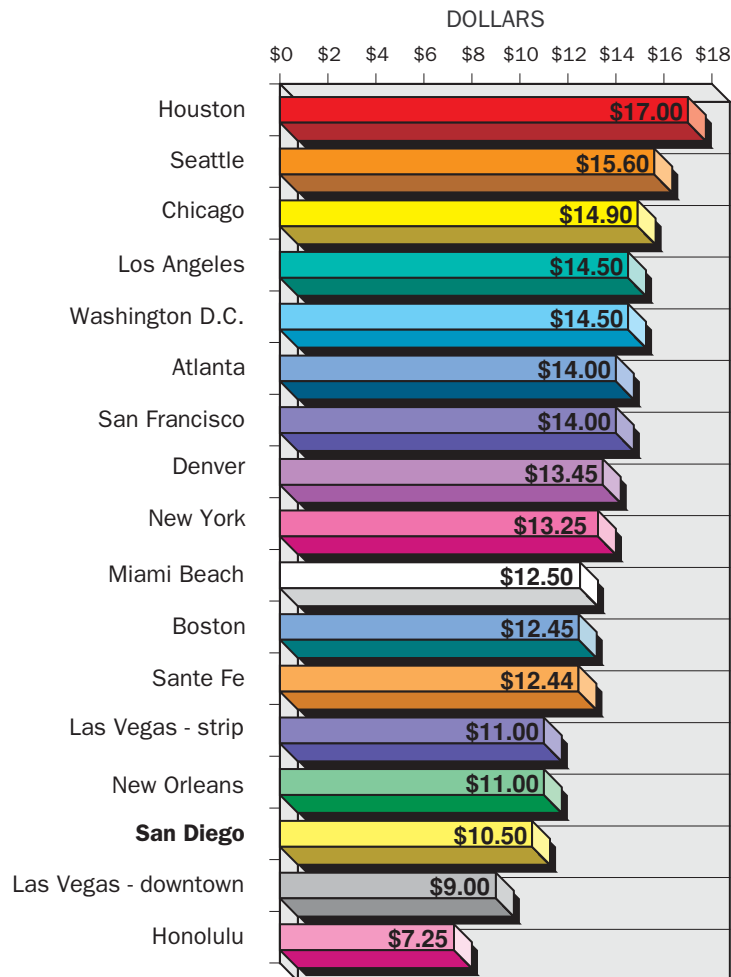 DOLLARS
$0 $2 $4 $6 $8 $10 $12 $14 $16 $18
Houston $17.00
Seattle $15.60
Chicago $14.90
Los Angeles $14.50
Washington D.C. $14.50
Atlanta $14.00
San Francisco $14.00
Denver $13.45
New York $13.25
Miami Beach $12.50
Boston $12.45
Sante Fe $12.44
Las Vegas - strip $11.00
New Orleans $11.00
San Diego $10.50
Las Vegas - downtown $9.00
Honolulu $7.25